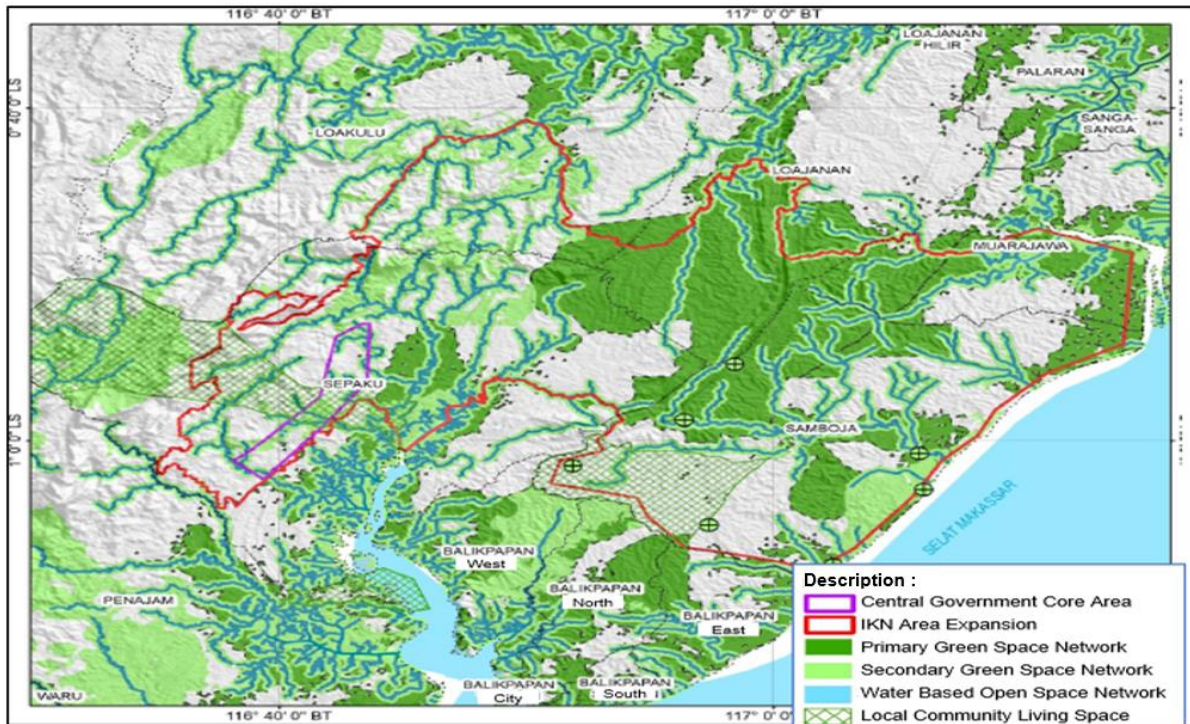 116° 40' 0" BT
117° 0' 0" BT
LOAJANAN
HILIR
PALARAN
0° 40' 0" LS
LOAKULU
SANGA-
SANGA
LOAJANAN
MUARAJAWA
SEPAKU
SAMBOJA
1° 0' 0" LS
SELAT MAKASSAR
BALIKPAPAN
West
BALIKPAPAN
North
PENAJAM
BALIKPAPAN
East
WARU
BALIKPAPAN
City
BALIKPAPAN
South
Description :
Central Government Core Area
IKN Area Expansion
Primary Green Space Network
Secondary Green Space Network
Water Based Open Space Network
Local Community Living Space
116° 40' 0" BT
117° 0' 0"